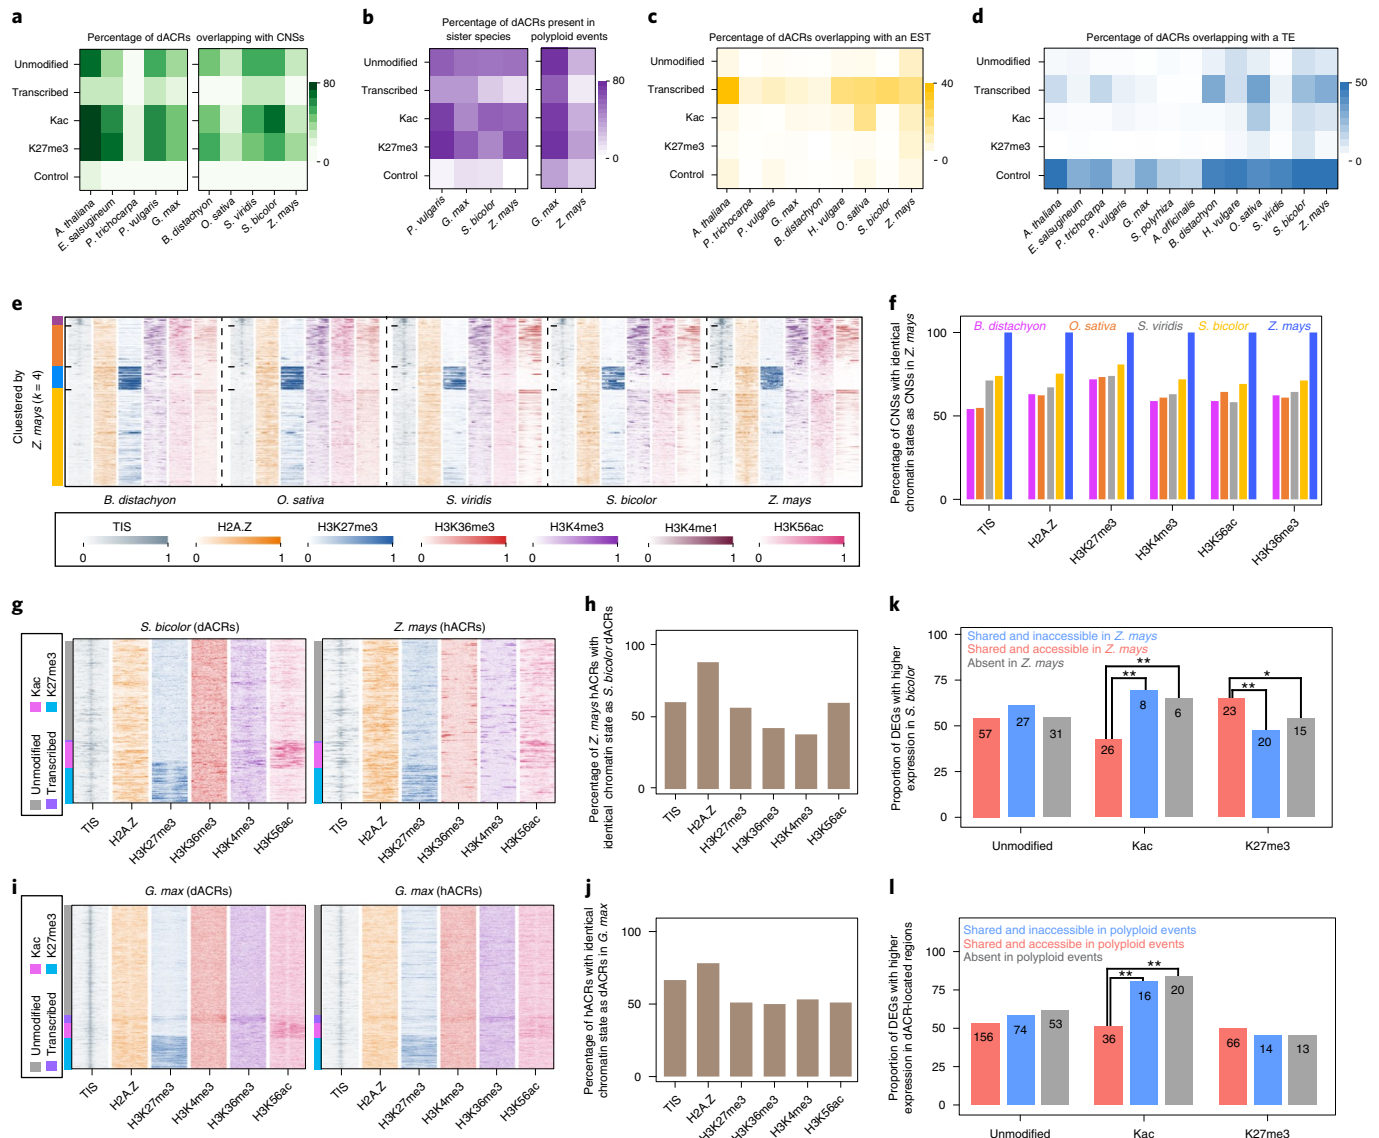 a
Percentage of dACRs overlapping with CNSs
Unmodified
Transcribed
Kac
K27me3
Control
80
0
A. thaliana
E. salsugineum
P. trichocarpa
P. vulgaris
G. max
B. distachyon
O. sativa
S. viridis
S. bicolor
Z. mays
b
Percentage of dACRs present in
sister species
polyploid events
Unmodified
Transcribed
Kac
K27me3
Control
80
0
P. vulgaris
G. max
S. bicolor
Z. mays
G. max
Z. mays
c
Percentage of dACRs overlapping with an EST
Unmodified
Transcribed
Kac
K27me3
Control
40
0
A. thaliana
P. trichocarpa
P. vulgaris
G. max
B. distachyon
H. vulgare
O. sativa
S. bicolor
Z. mays
d
Percentage of dACRs overlapping with a TE
Unmodified
Transcribed
Kac
K27me3
Control
50
0
A. thaliana
E. salsugineum
P. trichocarpa
P. vulgaris
G. max
S. polyrhiza
A. officinalis
B. distachyon
H. vulgare
O. sativa
S. viridis
S. bicolor
Z. mays
e
Cluestered by
Z. mays (k = 4)
B. distachyon
O. sativa
S. viridis
S. bicolor
Z. mays
TIS
H2A.Z
H3K27me3
H3K36me3
H3K4me3
H3K4me1
H3K56ac
0 1
0 1
0 1
0 1
0 1
0 1
0 1
f
Percentage of CNSs with identical
chromatin states as CNSs in Z. mays
B. distachyon
O. sativa
S. viridis
S. bicolor
Z. mays
100
50
0
TIS
H2A.Z
H3K27me3
H3K4me3
H3K56ac
H3K36me3
g
Kac
K27me3
Unmodified
Transcribed
S. bicolor (dACRs)
Z. mays (hACRs)
TIS
H2A.Z
H3K27me3
H3K36me3
H3K4me3
H3K56ac
TIS
H2A.Z
H3K27me3
H3K36me3
H3K4me3
H3K56ac
h
Percentage of Z. mays hACRs with
identical chromatin state as S. bicolor dACRs
100
50
0
TIS
H2A.Z
H3K27me3
H3K36me3
H3K4me3
H3K56ac
k
Proportion of DEGs with higher
expression in S. bicolor
100
75
50
25
0
Shared and inaccessible in Z. mays
Shared and accessible in Z. mays
Absent in Z. mays
**
**
*
**
57
27
31
26
8
6
23
20
15
Unmodified
Kac
K27me3
i
Kac
K27me3
Unmodified
Transcribed
G. max (dACRs)
G. max (hACRs)
TIS
H2A.Z
H3K27me3
H3K4me3
H3K36me3
H3K56ac
TIS
H2A.Z
H3K27me3
H3K4me3
H3K36me3
H3K56ac
j
Percentage of hACRs with identical
chromatin state as dACRs in G. max
100
50
0
TIS
H2A.Z
H3K27me3
H3K36me3
H3K4me3
H3K56ac
l
Proportion of DEGs with higher
expression in dACR-located regions
100
75
50
25
0
Shared and inaccessible in polyploid events
Shared and accessibe in polyploid events
Absent in polyploid events
**
**
156
74
53
36
16
20
66
14
13
Unmodified
Kac
K27me3